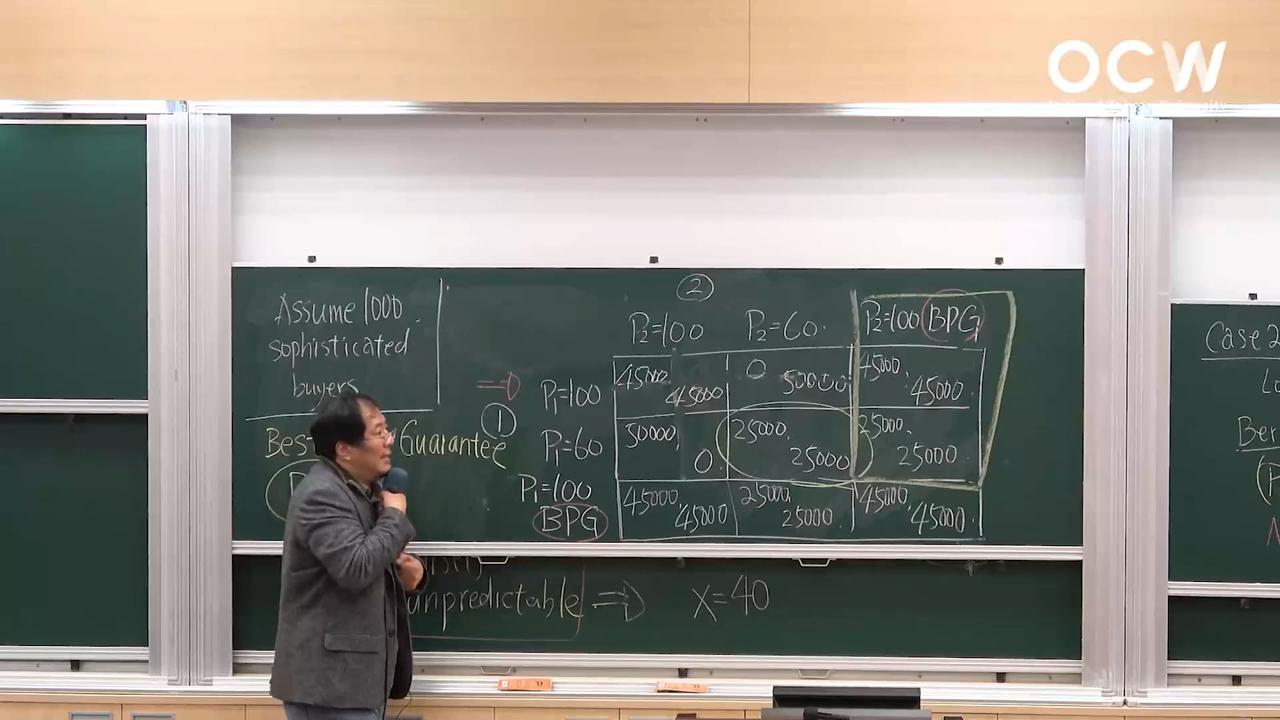 OCW
Assume 1000
sophisticated
buyers
Guarantee
②
P2=100 P2=60 P2=100 BPG
①
P1=100 45000, 45000 0 50000 45000, 45000
P1=60 50000, 0 25000, 25000 25000, 25000
P1=100 BPG 45000, 45000 25000, 25000 45000, 45000
unpredictable ⇒ X=40
Case 2